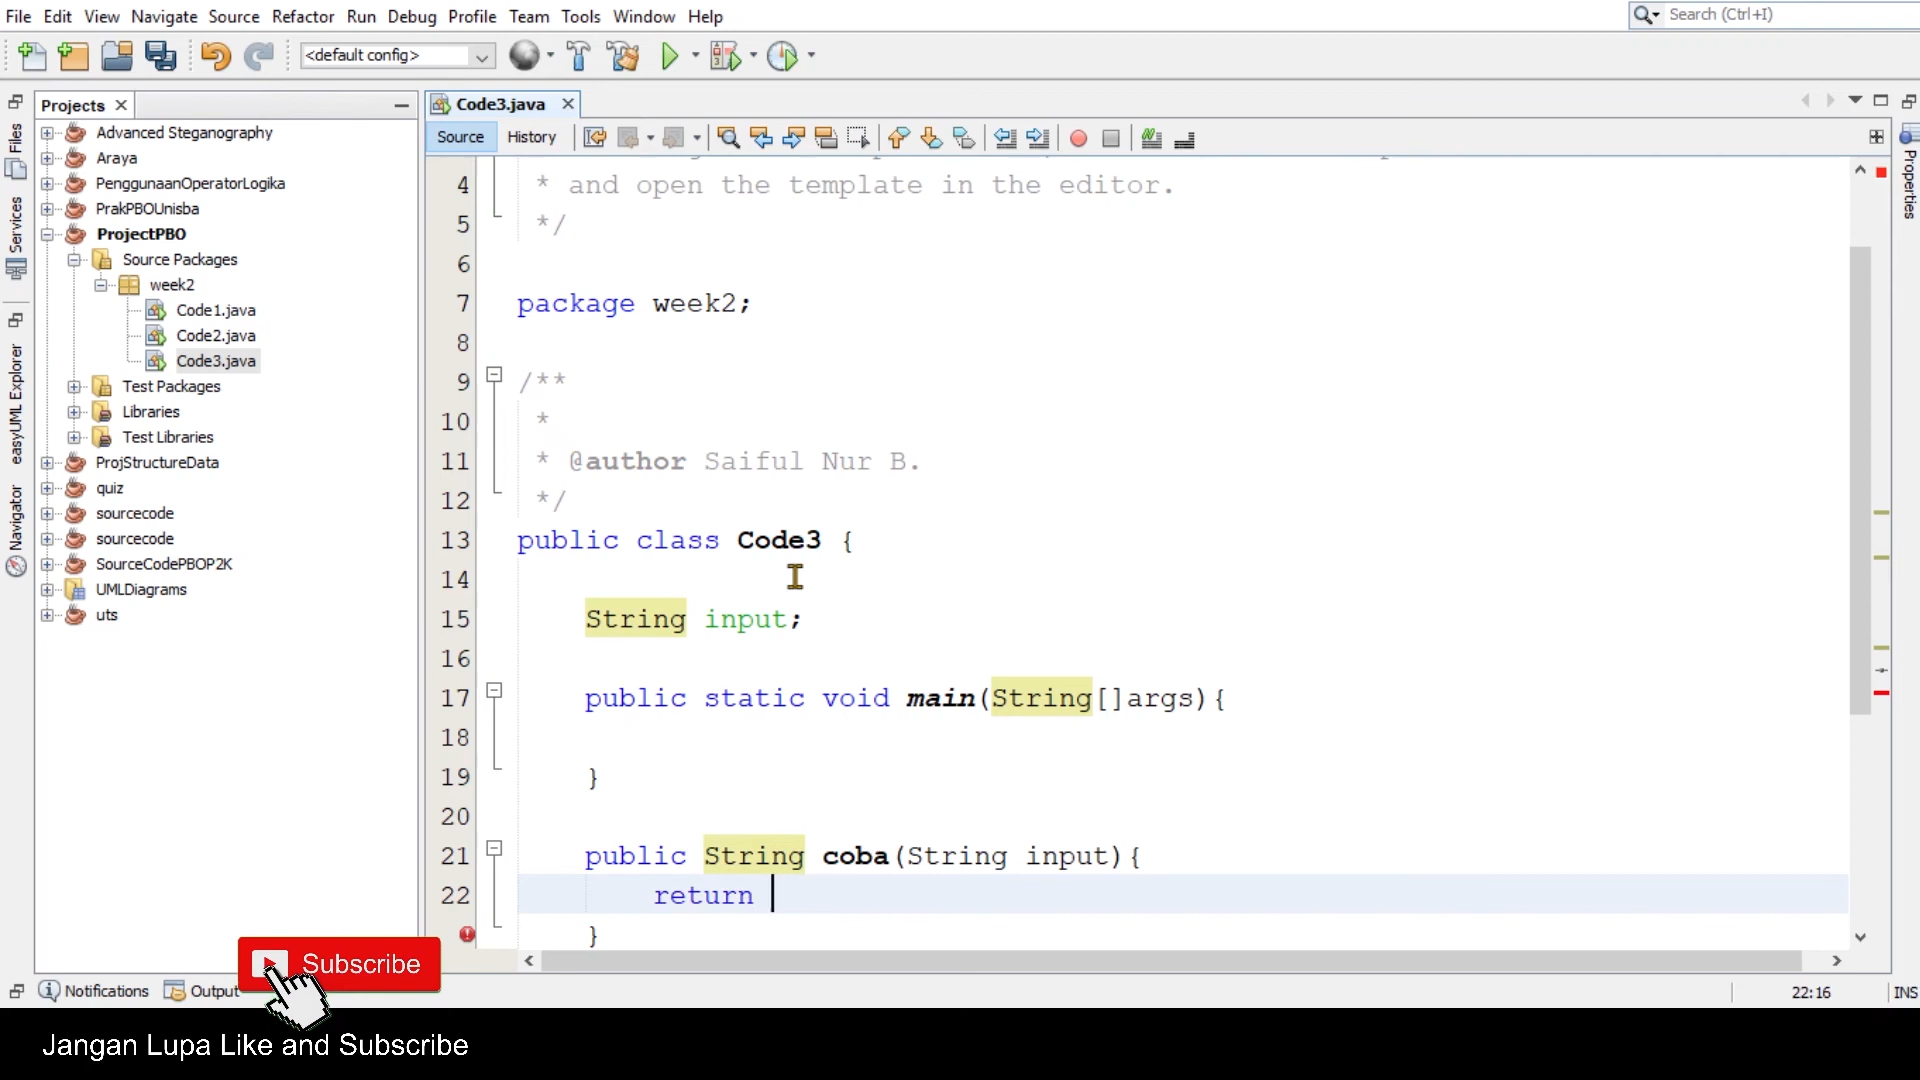 File Edit View Navigate Source Refactor Run Debug Profile Team Tools Window Help
Search (Ctrl+I)
<default config>
Projects
Code3.java
Files
Services
easyUML Explorer
Navigator
Properties
Advanced Steganography
Araya
PenggunaanOperatorLogika
PrakPBOUnisba
ProjectPBO
Source Packages
week2
Code1.java
Code2.java
Code3.java
Test Packages
Libraries
Test Libraries
ProjStructureData
quiz
sourcecode
sourcecode
SourceCodePBOP2K
UMLDiagrams
uts
Source History
4 * and open the template in the editor.
5 */
6
7 package week2;
8
9 /**
10 *
11 * @author Saiful Nur B.
12 */
13 public class Code3 {
14
15 String input;
16
17 public static void main(String[]args){
18
19 }
20
21 public String coba(String input){
22 return
}
Subscribe
Notifications Output
22:16 INS
Jangan Lupa Like and Subscribe